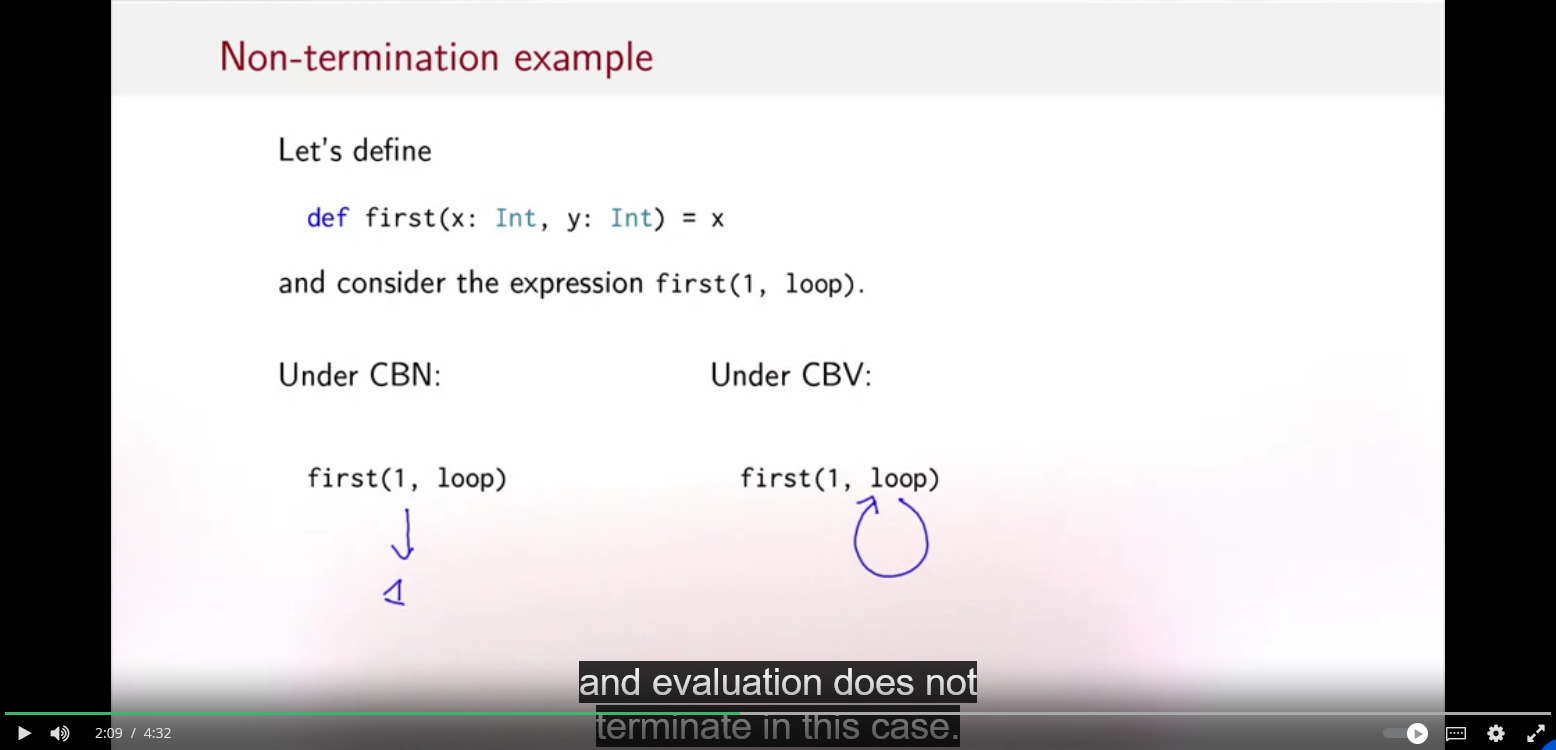 Non-termination example
Let's define
def first(x: Int, y: Int) = x
and consider the expression first(1, loop).
Under CBN:
Under CBV:
first(1, loop)
first(1, loop)
1
and evaluation does not
terminate in this case.
2:09 / 4:32